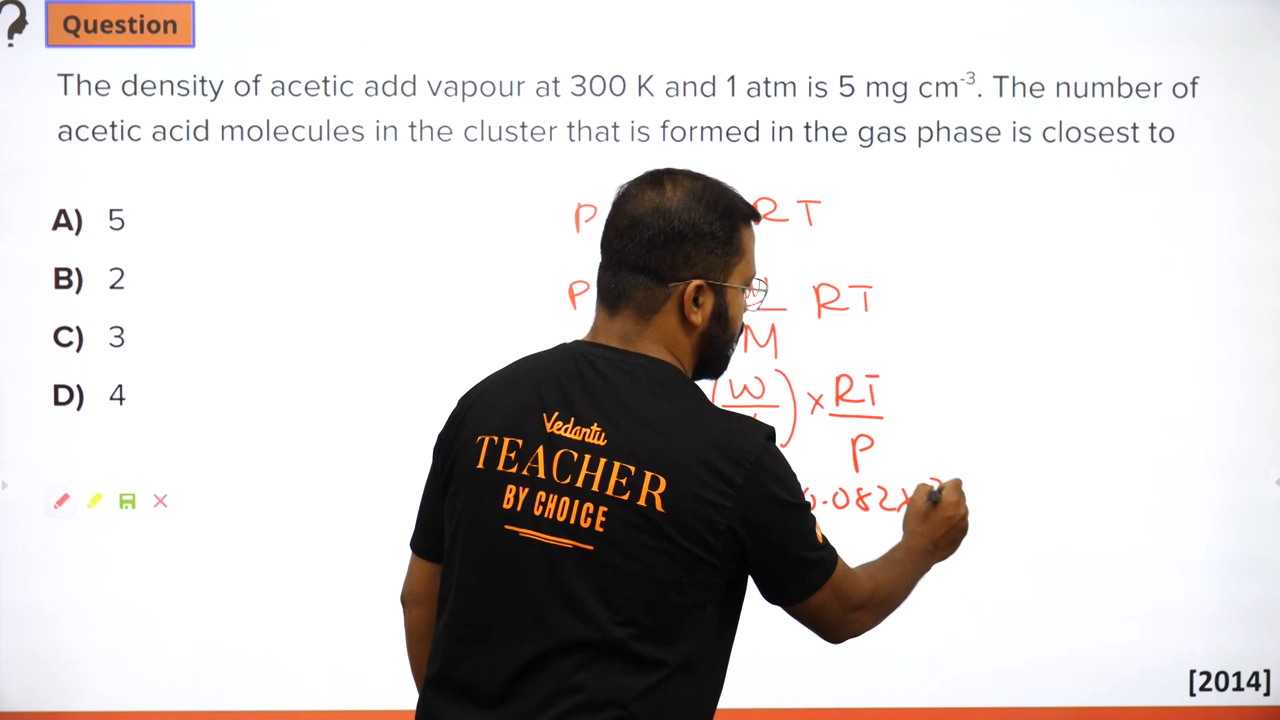 Question
The density of acetic add vapour at 300 K and 1 atm is 5 mg cm⁻³. The number of
acetic acid molecules in the cluster that is formed in the gas phase is closest to
A) 5
B) 2
C) 3
D) 4
P RT
P RT
M
(w) × RT
P
0.082×
Vedantu
TEACHER
BY CHOICE
[2014]